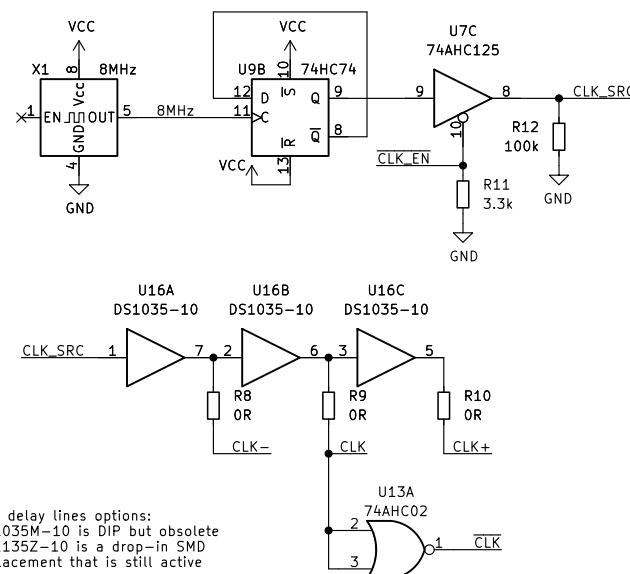 VCC
X1
8MHz
8
Vcc
1
EN
OUT
5
GND
4
GND
8MHz
VCC
U9B
74HC74
10
S
12
D
Q
9
11
C
8
Q
R
13
VCC
U7C
74AHC125
9
8
10
CLK_SRC
R12
100k
GND
CLK_EN
R11
3.3k
GND
U16A
DS1035-10
U16B
DS1035-10
U16C
DS1035-10
CLK_SRC
1
7
2
6
3
5
R8
0R
R9
0R
R10
0R
CLK-
CLK
CLK+
U13A
74AHC02
2
3
1
CLK
delay lines options:
035M-10 is DIP but obsolete
135Z-10 is a drop-in SMD
lacement that is still active